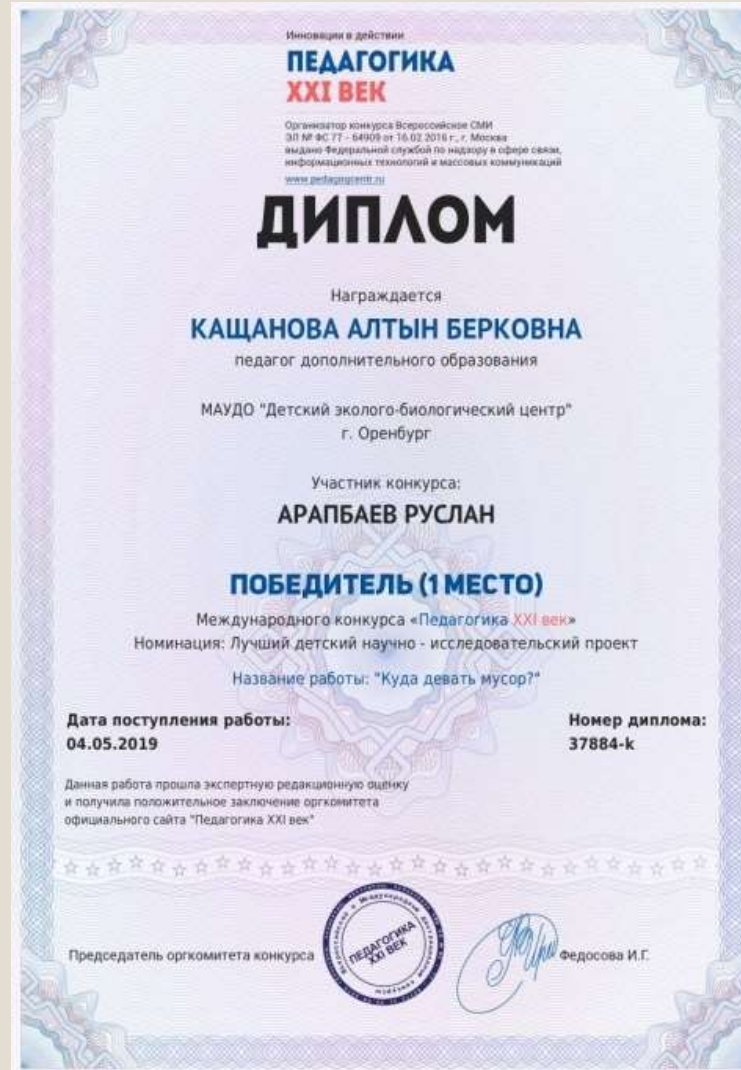 Инновации в действии
ПЕДАГОГИКА
XXI ВЕК
Организатор конкурса Всероссийское СМИ
ЭЛ № ФС 77 - 64909 от 16.02.2016 г., г. Москва
выдано Федеральной службой по надзору в сфере связи,
информационных технологий и массовых коммуникаций
www.pedagogcentr.ru
ДИПЛОМ
Награждается
КАЩАНОВА АЛТЫН БЕРКОВНА
педагог дополнительного образования
МАУДО "Детский эколого-биологический центр"
г. Оренбург
Участник конкурса:
АРАПБАЕВ РУСЛАН
ПОБЕДИТЕЛЬ (1 МЕСТО)
Международного конкурса «Педагогика XXI век»
Номинация: Лучший детский научно - исследовательский проект
Название работы: "Куда девать мусор?"
Дата поступления работы:
04.05.2019
Номер диплома:
37884-k
Данная работа прошла экспертную редакционную оценку
и получила положительное заключение оргкомитета
официального сайта "Педагогика XXI век"
Председатель оргкомитета конкурса
ПЕДАГОГИКА
XXI ВЕК
Федосова И.Г.